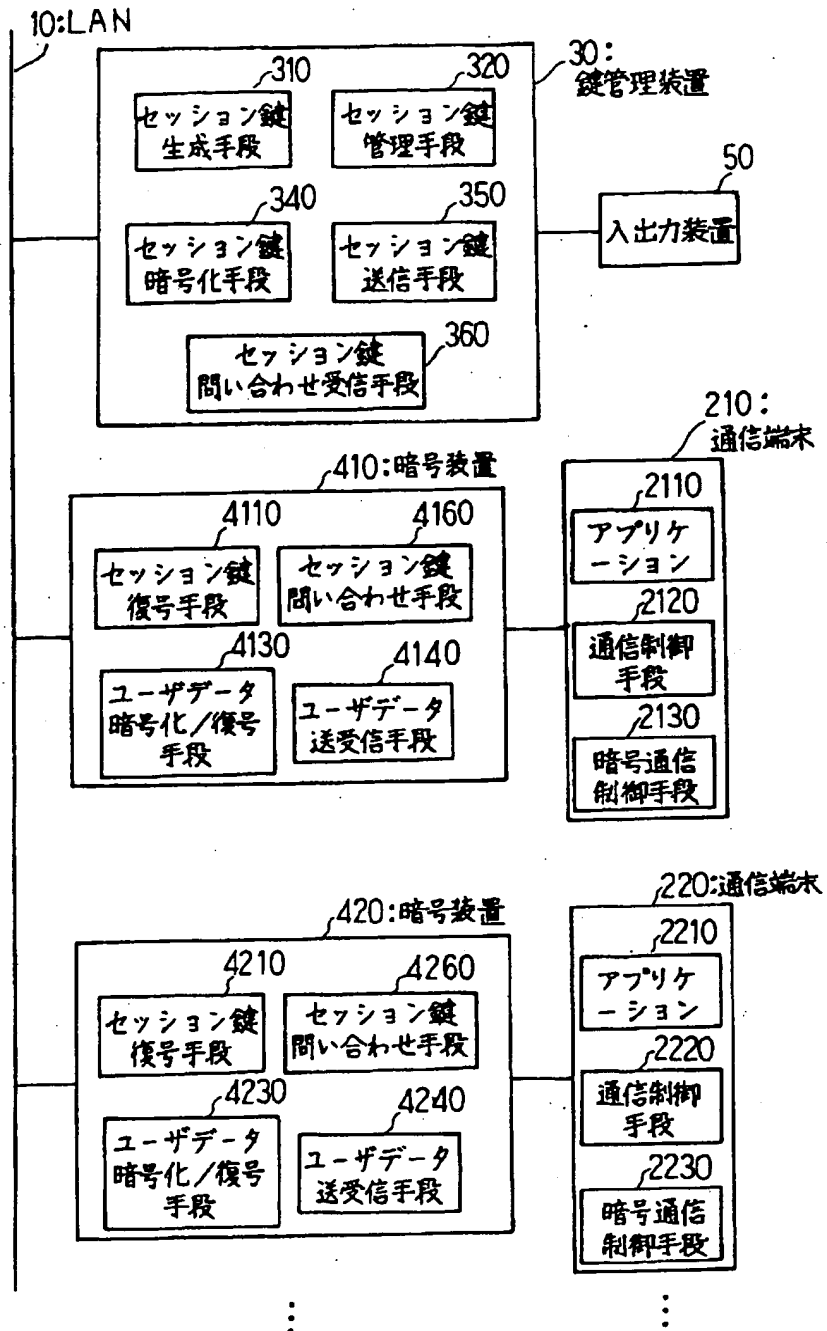 10:LAN
30:
鍵管理装置
310
セッション鍵
生成手段
320
セッション鍵
管理手段
340
セッション鍵
暗号化手段
350
セッション鍵
送信手段
360
セッション鍵
問い合わせ受信手段
50
入出力装置
410:暗号装置
4110
セッション鍵
復号手段
4160
セッション鍵
問い合わせ手段
4130
ユーザデータ
暗号化/復号
手段
4140
ユーザデータ
送受信手段
210:
通信端末
2110
アプリケ
ーション
2120
通信制御
手段
2130
暗号通信
制御手段
420:暗号装置
4210
セッション鍵
復号手段
4260
セッション鍵
問い合わせ手段
4230
ユーザデータ
暗号化/復号
手段
4240
ユーザデータ
送受信手段
220:通信端末
2210
アプリケ
ーション
2220
通信制御
手段
2230
暗号通信
制御手段